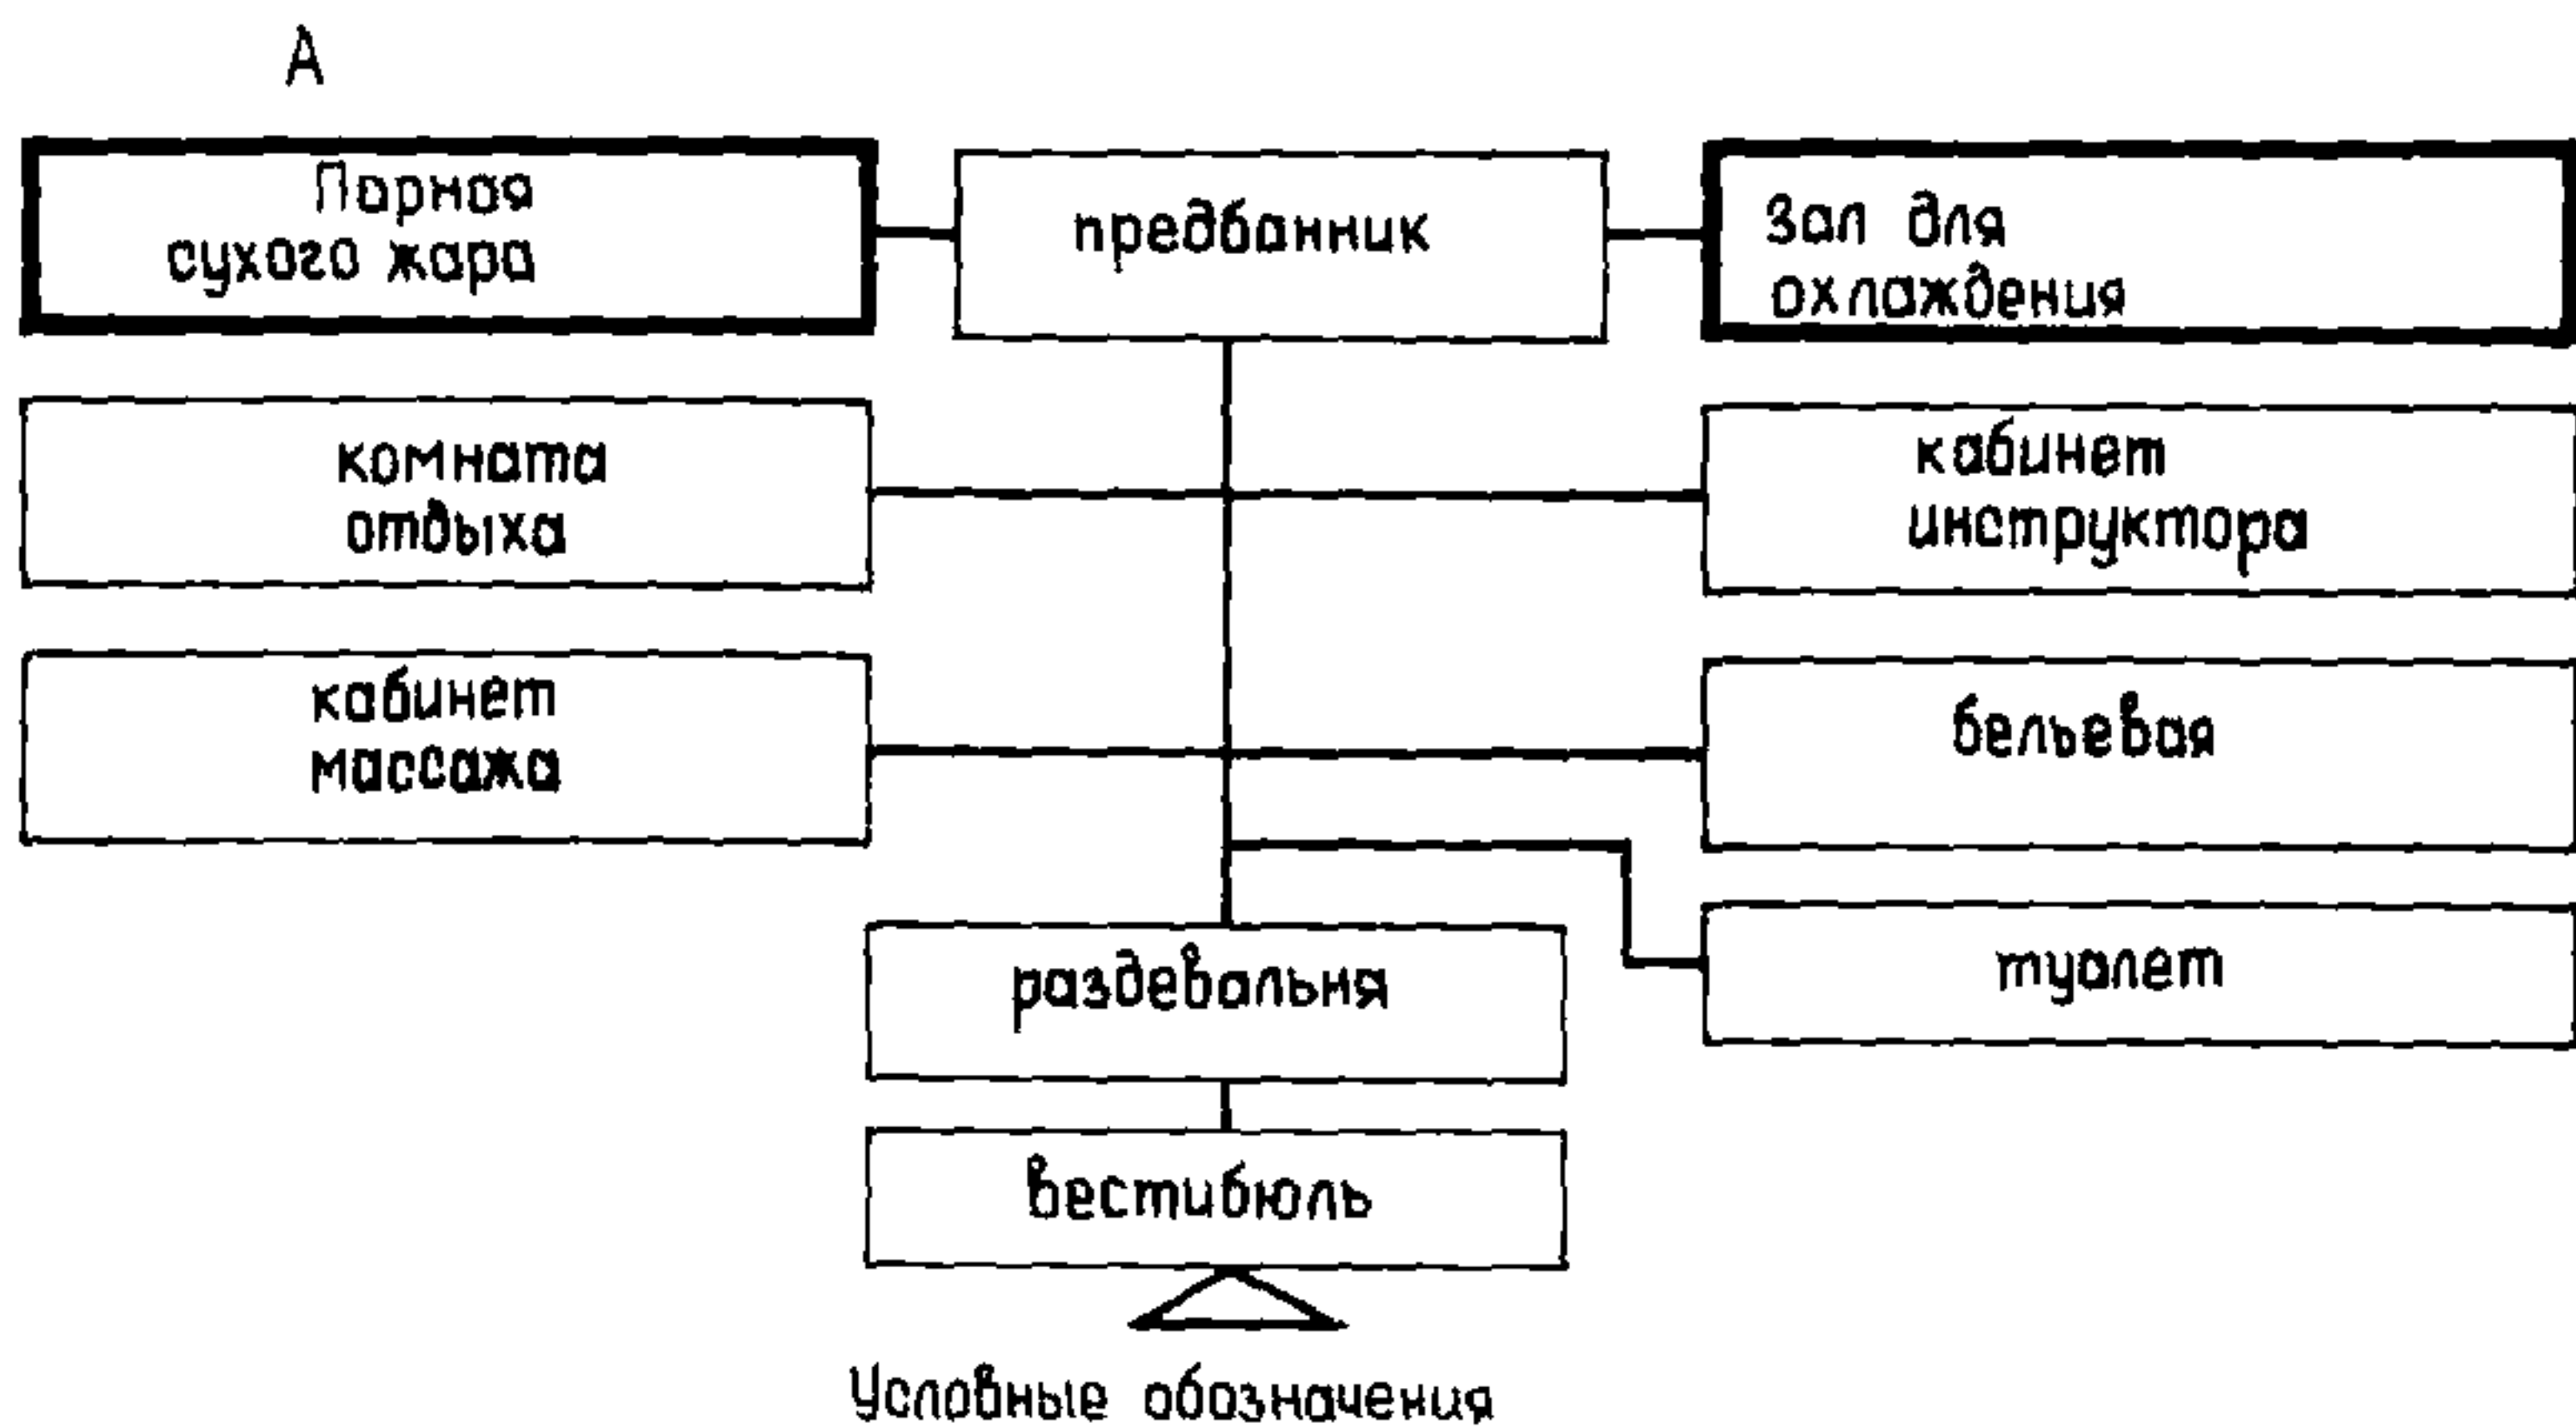 А
Парная
сухого жара
предбанник
Зал для
охлаждения
комната
отдыха
кабинет
инструктора
кабинет
массажа
бельевая
раздевальня
туалет
вестибюль
Условные обозначения